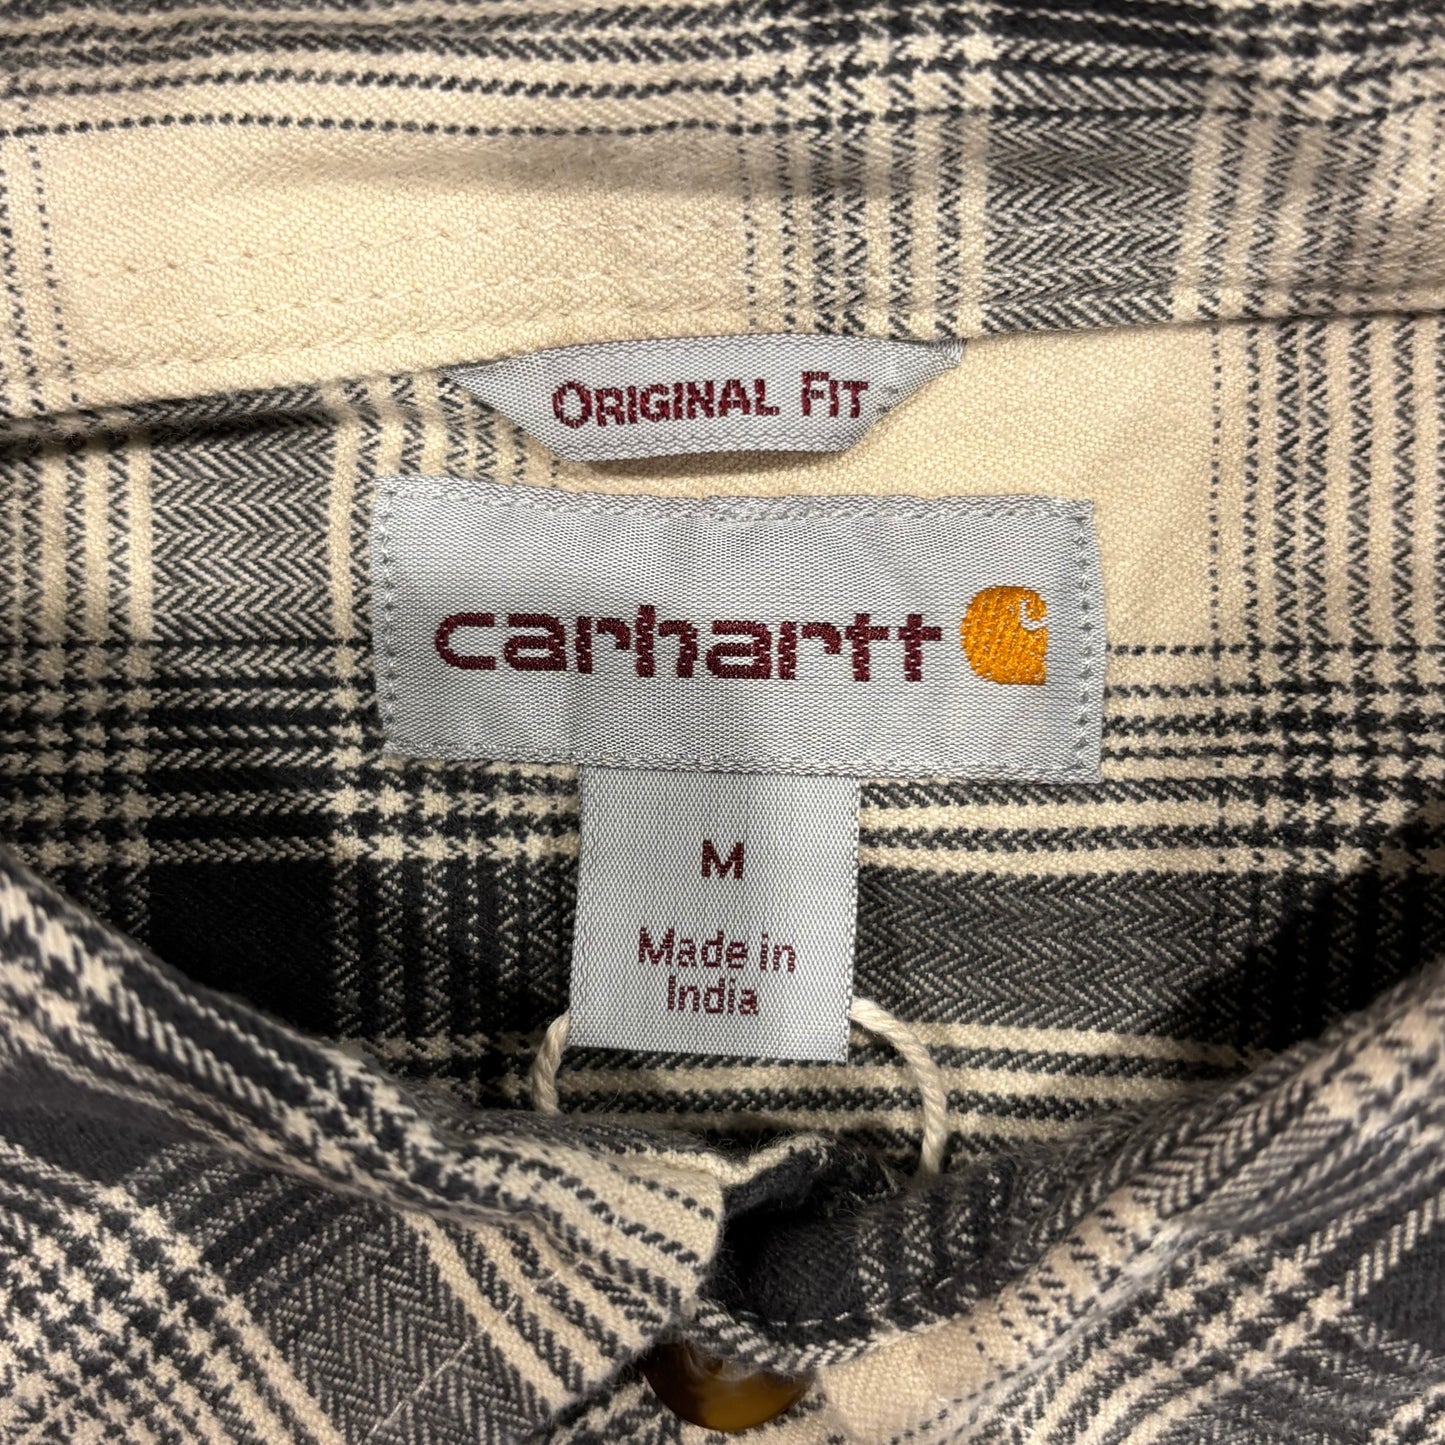 ORIGINAL FIT
carhartt
M
Made in
India